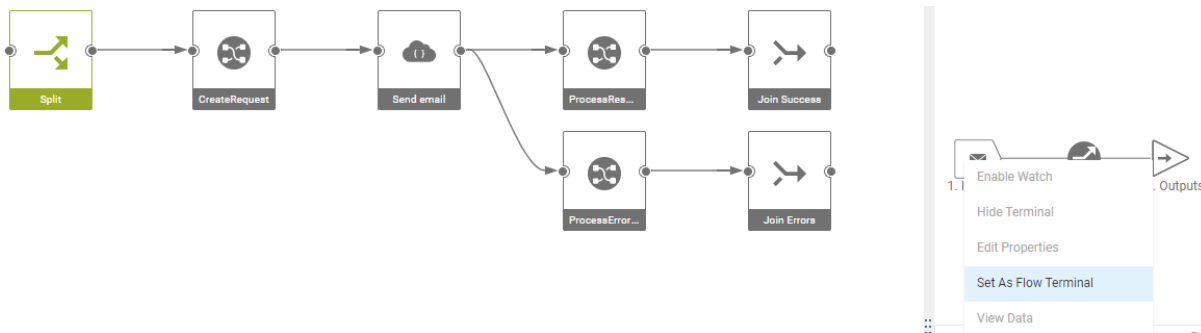 Split
CreateRequest
Send email
ProcessRes...
Join Success
ProcessError...
Join Errors
1. I
. Outputs
Enable Watch
Hide Terminal
Edit Properties
Set As Flow Terminal
View Data